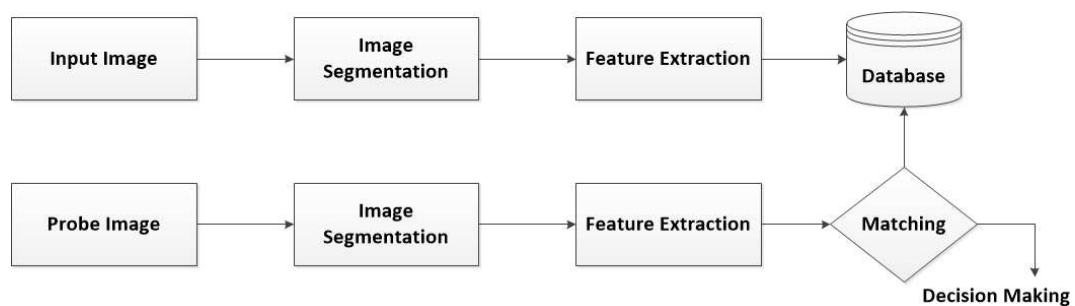 Input Image
Image
Segmentation
Feature Extraction
Database
Probe Image
Image
Segmentation
Feature Extraction
Matching
Decision Making